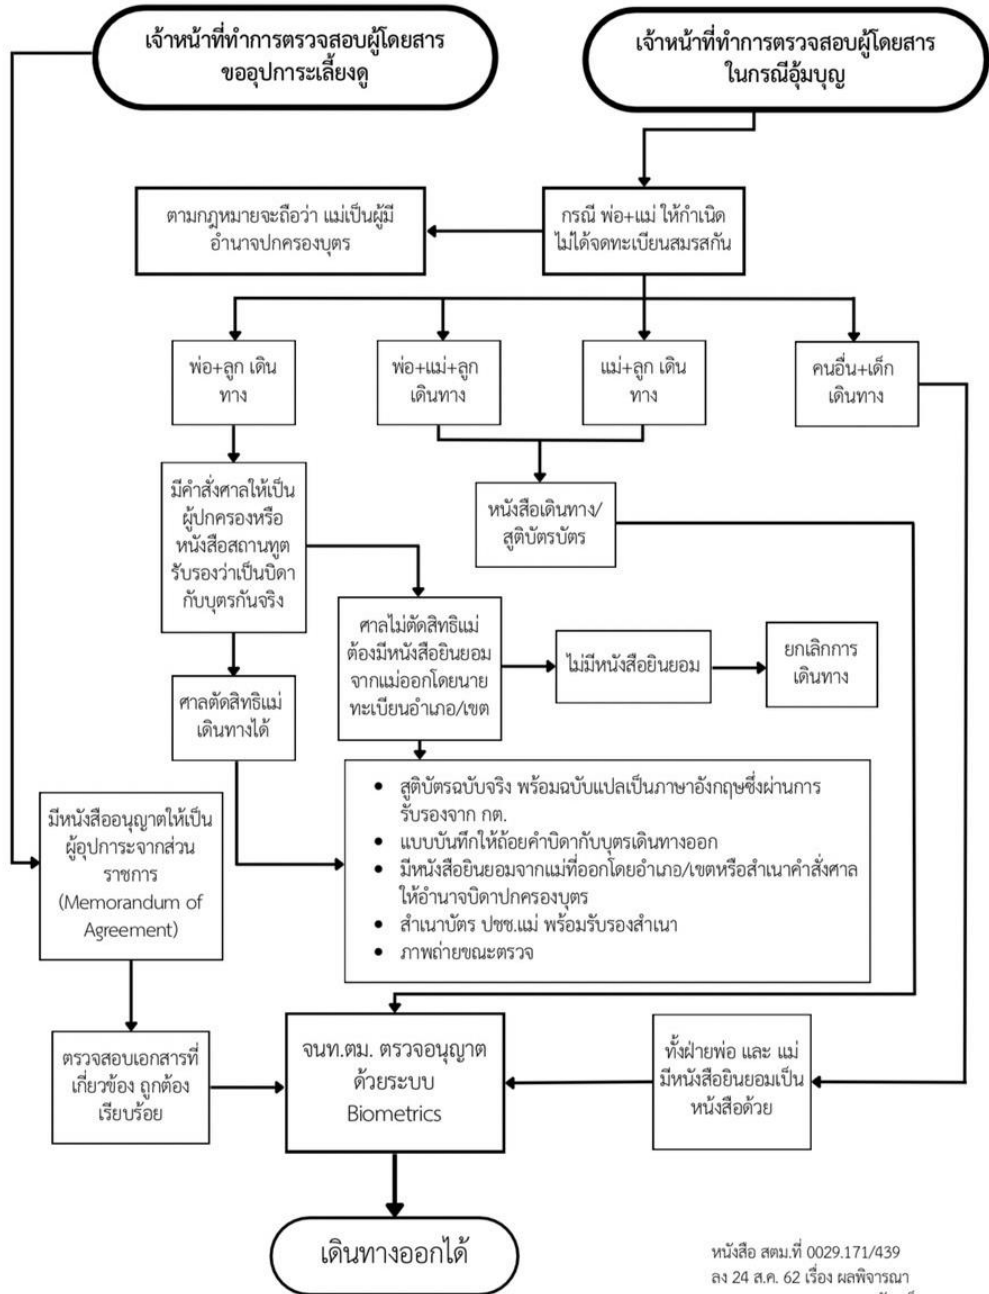 เจ้าหน้าที่ทำการตรวจสอบผู้โดยสาร
ขออุปการะเลี้ยงดู
เจ้าหน้าที่ทำการตรวจสอบผู้โดยสาร
ในกรณีอุ้มบุญ
ตามกฎหมายจะถือว่า แม่เป็นผู้มี
อำนาจปกครองบุตร
กรณี พ่อ+แม่ ให้กำเนิด
ไม่ได้จดทะเบียนสมรสกัน
พ่อ+ลูก เดิน
ทาง
พ่อ+แม่+ลูก
เดินทาง
แม่+ลูก เดิน
ทาง
คนอื่น+เด็ก
เดินทาง
มีคำสั่งศาลให้เป็น
ผู้ปกครองหรือ
หนังสือสถานทูต
รับรองว่าเป็นบิดา
กับบุตรกันจริง
หนังสือเดินทาง/
สูติบัตรบัตร
ศาลไม่ตัดสิทธิแม่
ต้องมีหนังสือยินยอม
จากแม่ออกโดยนาย
ทะเบียนอำเภอ/เขต
ไม่มีหนังสือยินยอม
ยกเลิกการ
เดินทาง
ศาลตัดสิทธิแม่
เดินทางได้
• สูติบัตรฉบับจริง พร้อมฉบับแปลเป็นภาษาอังกฤษซึ่งผ่านการ
รับรองจาก กต.
• แบบบันทึกให้ถ้อยคำบิดากับบุตรเดินทางออก
• มีหนังสือยินยอมจากแม่ที่ออกโดยอำเภอ/เขตหรือสำเนาคำสั่งศาล
ให้อำนาจบิดาปกครองบุตร
• สำเนาบัตร ปชช.แม่ พร้อมรับรองสำเนา
• ภาพถ่ายขณะตรวจ
มีหนังสืออนุญาตให้เป็น
ผู้อุปการะจากส่วน
ราชการ
(Memorandum of
Agreement)
ตรวจสอบเอกสารที่
เกี่ยวข้อง ถูกต้อง
เรียบร้อย
จนท.ตม. ตรวจอนุญาต
ด้วยระบบ
Biometrics
ทั้งฝ่ายพ่อ และ แม่
มีหนังสือยินยอมเป็น
หนังสือด้วย
เดินทางออกได้
หนังสือ สตม.ที่ 0029.171/439
ลง 24 ส.ค. 62 เรื่อง ผลพิจารณา